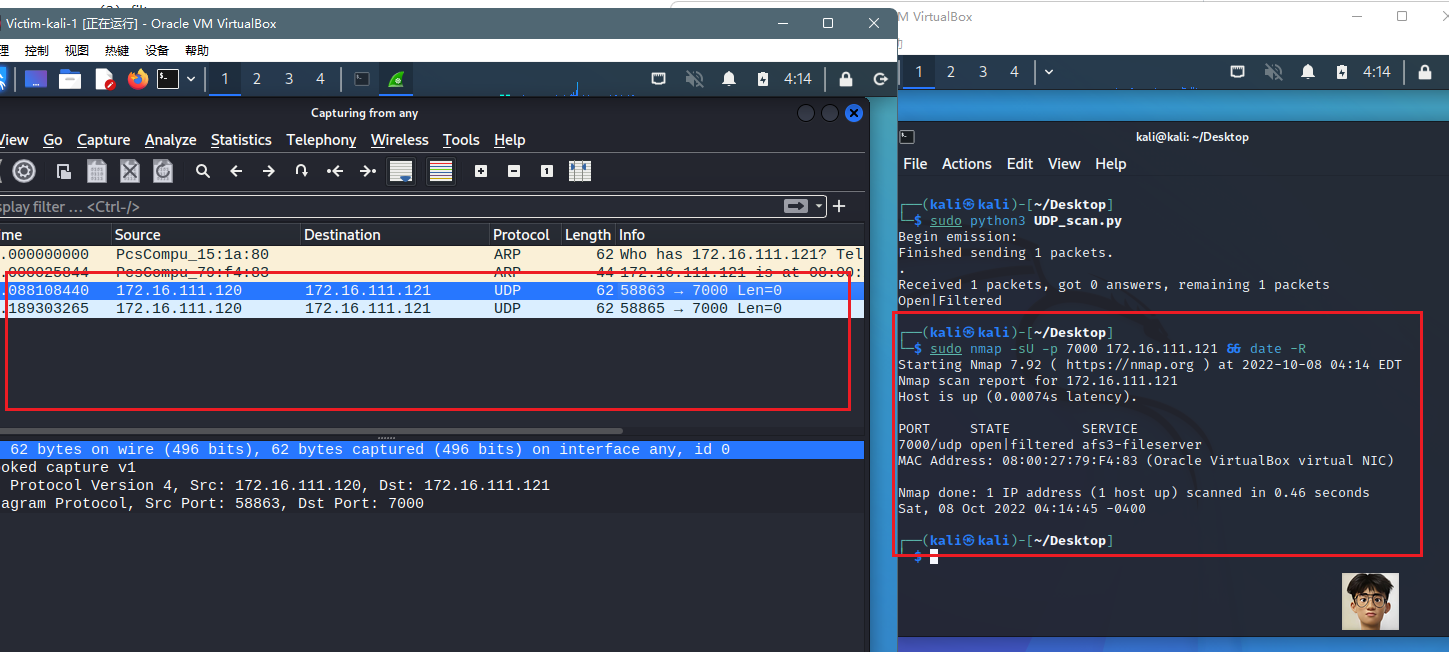 Victim-kali-1 [正在运行] - Oracle VM VirtualBox
M VirtualBox
理 控制 视图 热键 设备 帮助
1 2 3 4 4:14
1 2 3 4 4:14
Capturing from any
View Go Capture Analyze Statistics Telephony Wireless Tools Help
splay filter … <Ctrl-/>
me Source Destination Protocol Length Info
.000000000 PcsCompu_15:1a:80 ARP 62 Who has 172.16.111.121? Tel
.000025844 PcsCompu_79:f4:83 ARP 44 172.16.111.121 is at 08:00:
.088108440 172.16.111.120 172.16.111.121 UDP 62 58863 → 7000 Len=0
.189303265 172.16.111.120 172.16.111.121 UDP 62 58865 → 7000 Len=0
62 bytes on wire (496 bits), 62 bytes captured (496 bits) on interface any, id 0
ooked capture v1
Protocol Version 4, Src: 172.16.111.120, Dst: 172.16.111.121
agram Protocol, Src Port: 58863, Dst Port: 7000
kali@kali: ~/Desktop
File Actions Edit View Help
┌──(kali㉿kali)-[~/Desktop]
└─$ sudo python3 UDP_scan.py
Begin emission:
Finished sending 1 packets.
.
Received 1 packets, got 0 answers, remaining 1 packets
Open|Filtered
┌──(kali㉿kali)-[~/Desktop]
└─$ sudo nmap -sU -p 7000 172.16.111.121 && date -R
Starting Nmap 7.92 ( https://nmap.org ) at 2022-10-08 04:14 EDT
Nmap scan report for 172.16.111.121
Host is up (0.00074s latency).
PORT STATE SERVICE
7000/udp open|filtered afs3-fileserver
MAC Address: 08:00:27:79:F4:83 (Oracle VirtualBox virtual NIC)
Nmap done: 1 IP address (1 host up) scanned in 0.46 seconds
Sat, 08 Oct 2022 04:14:45 -0400
┌──(kali㉿kali)-[~/Desktop]
└─$